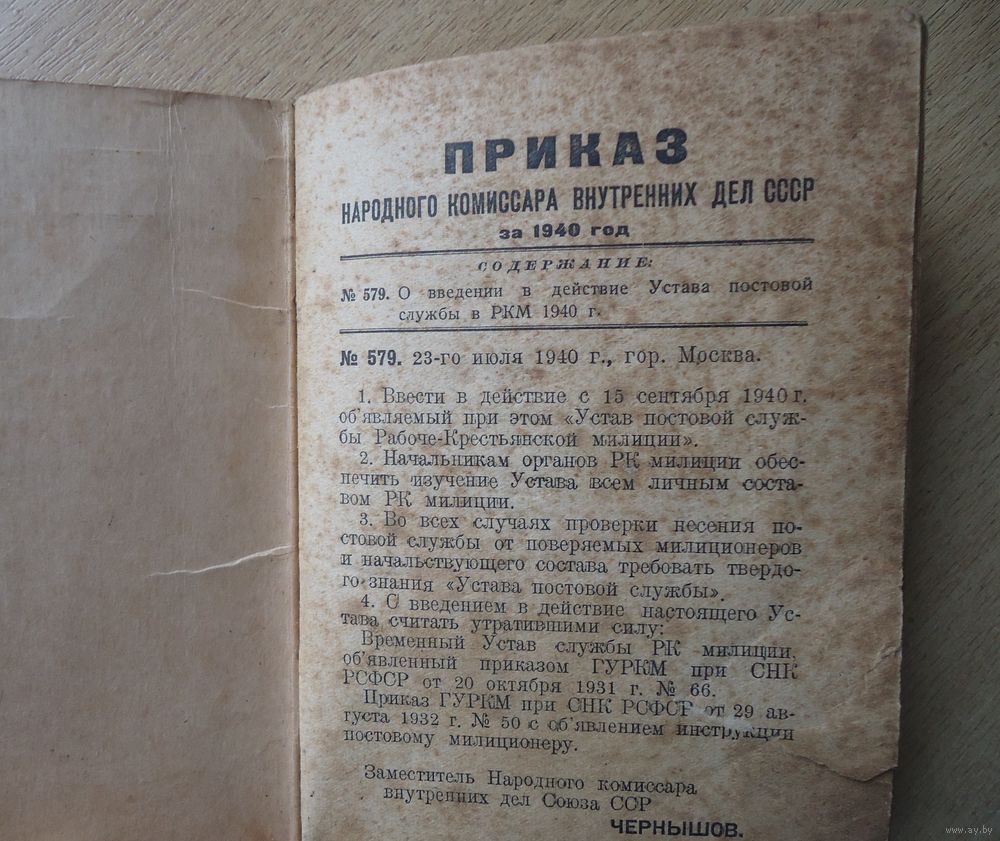 ПРИКАЗ
НАРОДНОГО КОМИССАРА ВНУТРЕННИХ ДЕЛ СССР
за 1940 год
СОДЕРЖАНИЕ:
№ 579. О введении в действие Устава постовой
службы в РКМ 1940 г.
№ 579. 23-го июля 1940 г., гор. Москва.
1. Ввести в действие с 15 сентября 1940 г.
об'являемый при этом «Устав постовой служ-
бы Рабоче-Крестьянской милиции».
2. Начальникам органов РК милиции обес-
печить изучение Устава всем личным соста-
вом РК милиции.
3. Во всех случаях проверки несения по-
стовой службы от поверяемых милиционеров
и начальствующего состава требовать твердо-
го знания «Устава постовой службы».
4. С введением в действие настоящего Ус-
тава считать утратившими силу:
Временный Устав службы РК милиции,
об'явленный приказом ГУРКМ при СНК
РСФСР от 20 октября 1931 г. № 66.
Приказ ГУРКМ при СНК РСФСР от 29 ав-
густа 1932 г. № 50 с об'явлением инструкции
постовому милиционеру.
Заместитель Народного комиссара
внутренних дел Союза ССР
ЧЕРНЫШОВ.
www.ay.by